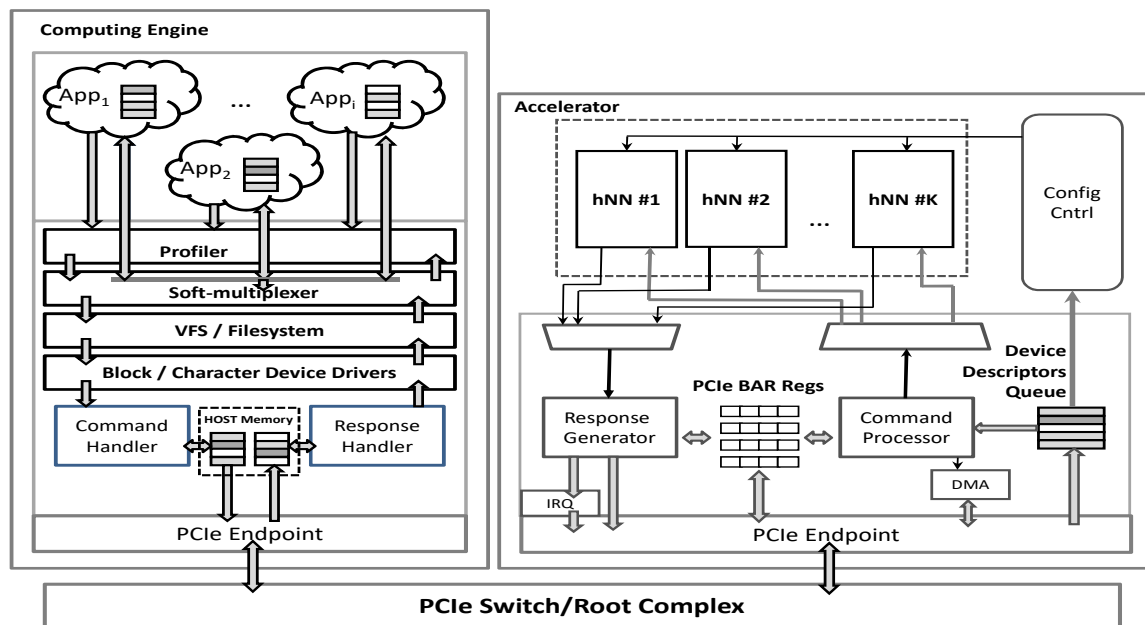 Computing Engine
App1
...
Appi
App2
Profiler
Soft-multiplexer
VFS / Filesystem
Block / Character Device Drivers
Command
Handler
HOST Memory
Response
Handler
PCIe Endpoint
Accelerator
hNN #1
hNN #2
...
hNN #K
Config
Cntrl
Device
Descriptors
Queue
PCIe BAR Regs
Response
Generator
Command
Processor
IRQ
DMA
PCIe Endpoint
PCIe Switch/Root Complex